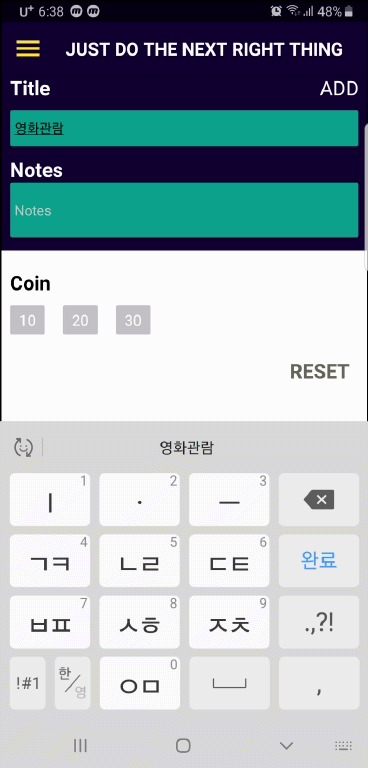 U+ 6:38 48%
JUST DO THE NEXT RIGHT THING
Title ADD
영화관람
Notes
Notes
Coin
10 20 30
RESET
영화관람
ㅣ 1 · 2 ㅡ 3
ㄱㅋ 4 ㄴㄹ 5 ㄷㅌ 6 완료
ㅂㅍ 7 ㅅㅎ 8 ㅈㅊ 9 .,?!
!#1 한/영 ㅇㅁ 0 ,